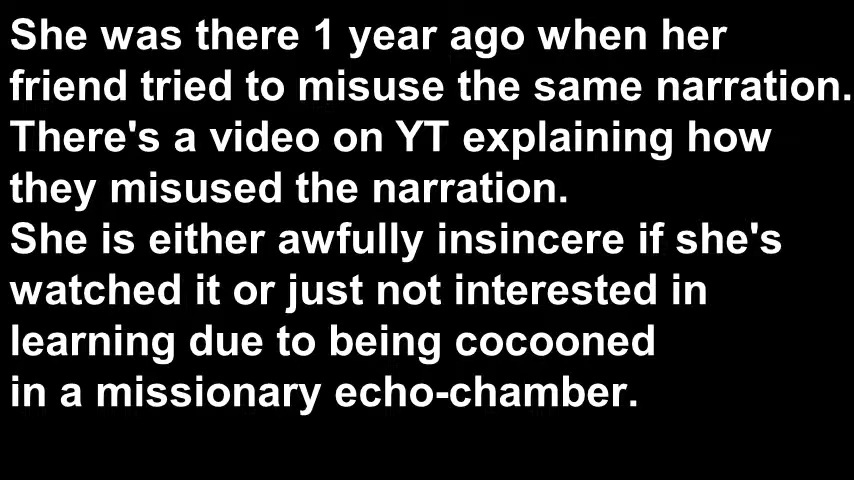 She was there 1 year ago when her
friend tried to misuse the same narration.
There's a video on YT explaining how
they misused the narration.
She is either awfully insincere if she's
watched it or just not interested in
learning due to being cocooned
in a missionary echo-chamber.